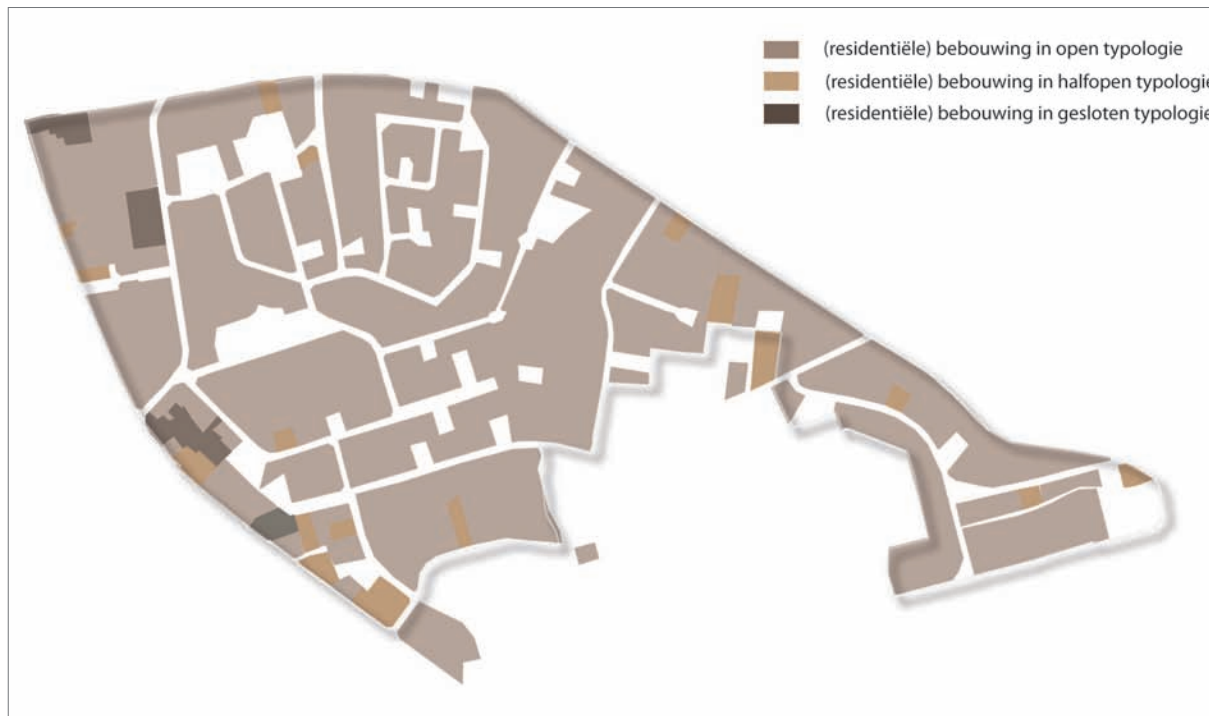 (residentiële) bebouwing in open typologie
(residentiële) bebouwing in halfopen typologie
(residentiële) bebouwing in gesloten typologie